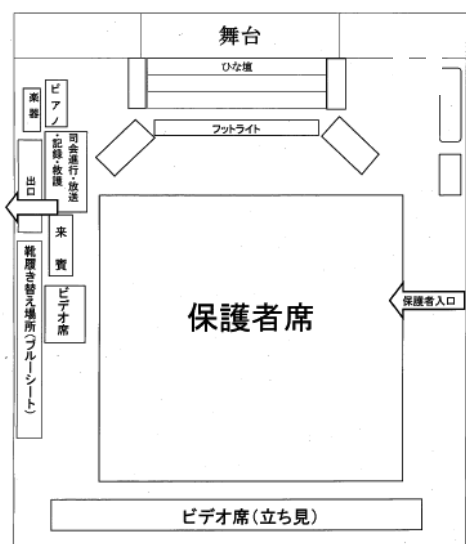 舞台
ひな壇
ピアノ
楽器
フットライト
司会進行・放送
・記録・救護
出口
来賓
靴履き替え場所(ブルーシート)
ビデオ席
保護者席
保護者入口
ビデオ席(立ち見)